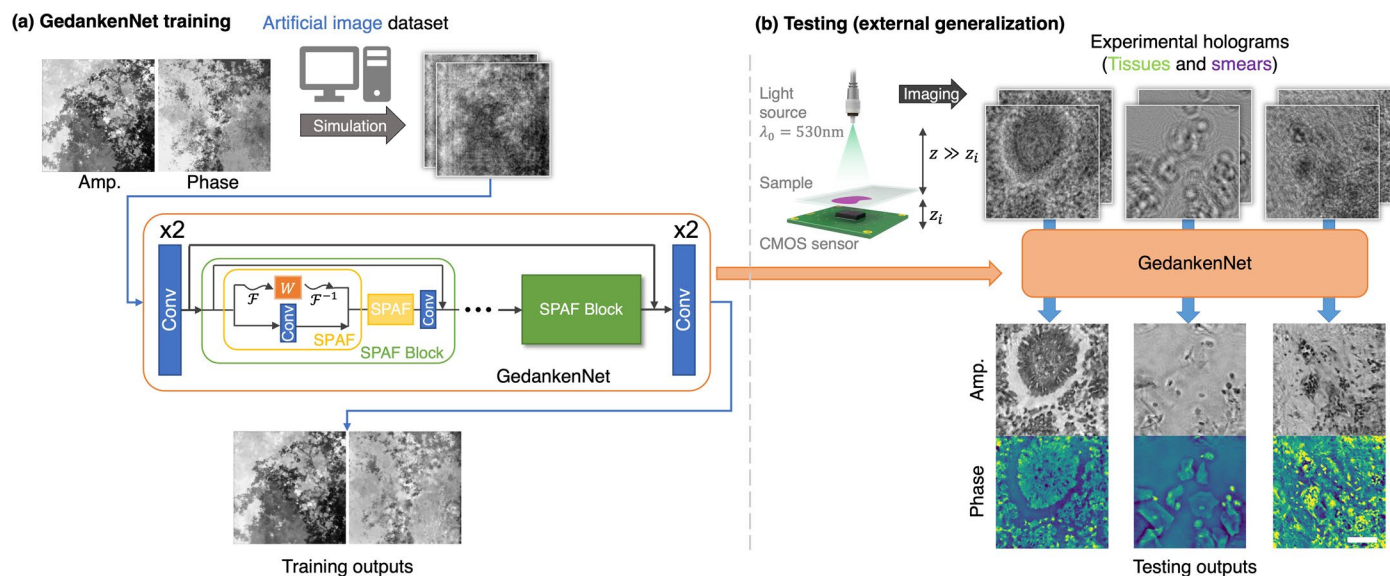 (a) GedankenNet training
Artificial image dataset
Simulation
Amp.
Phase
x2
x2
Conv
ℱ
W
ℱ⁻¹
Conv
SPAF
SPAF
Conv
SPAF Block
SPAF Block
Conv
GedankenNet
Training outputs
(b) Testing (external generalization)
Light
source
λ₀ = 530nm
Imaging
Experimental holograms
(Tissues and smears)
z ≫ zᵢ
Sample
zᵢ
CMOS sensor
GedankenNet
Amp.
Phase
Testing outputs